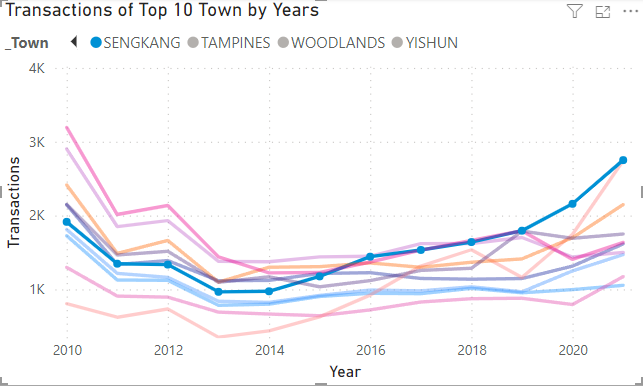 Transactions of Top 10 Town by Years
_Town SENGKANG TAMPINES WOODLANDS YISHUN
4K
3K
2K
1K
Transactions
2010 2012 2014 2016 2018 2020
Year